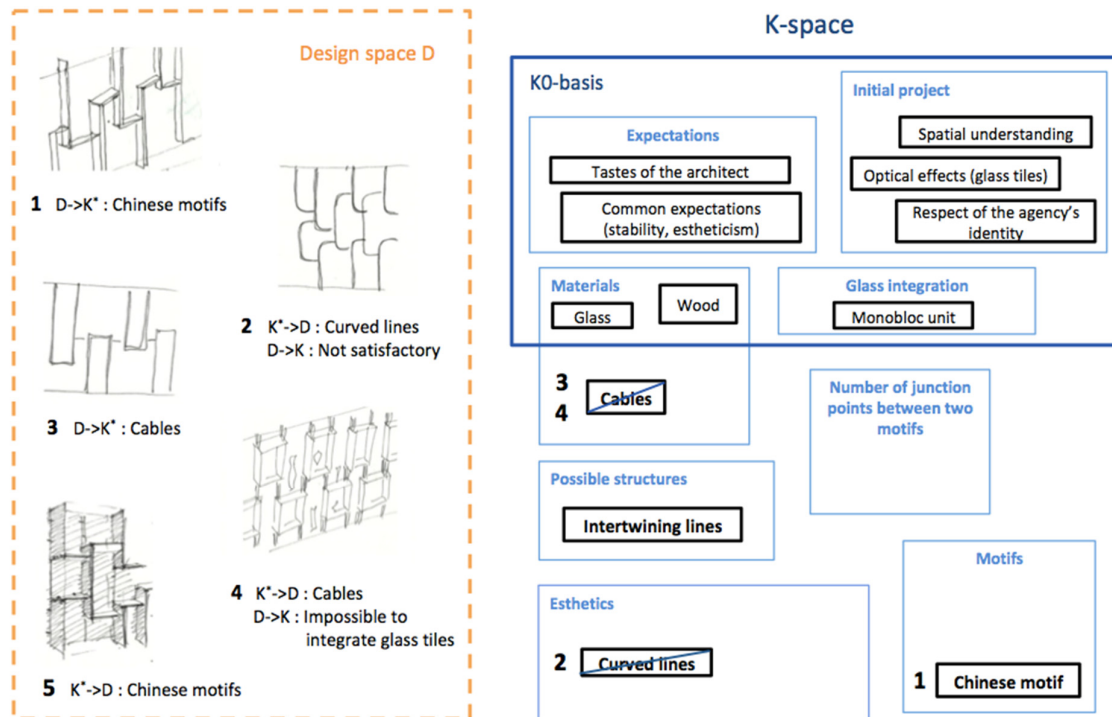 Design space D
1 D->K* : Chinese motifs
2 K*->D : Curved lines
D->K : Not satisfactory
3 D->K* : Cables
4 K*->D : Cables
D->K : Impossible to
integrate glass tiles
5 K*->D : Chinese motifs
K-space
K0-basis
Expectations
Tastes of the architect
Common expectations
(stability, estheticism)
Initial project
Spatial understanding
Optical effects (glass tiles)
Respect of the agency's
identity
Materials
Glass
Wood
Glass integration
Monobloc unit
3
4
Cables
Number of junction
points between two
motifs
Possible structures
Intertwining lines
Esthetics
2 Curved lines
Motifs
1 Chinese motif